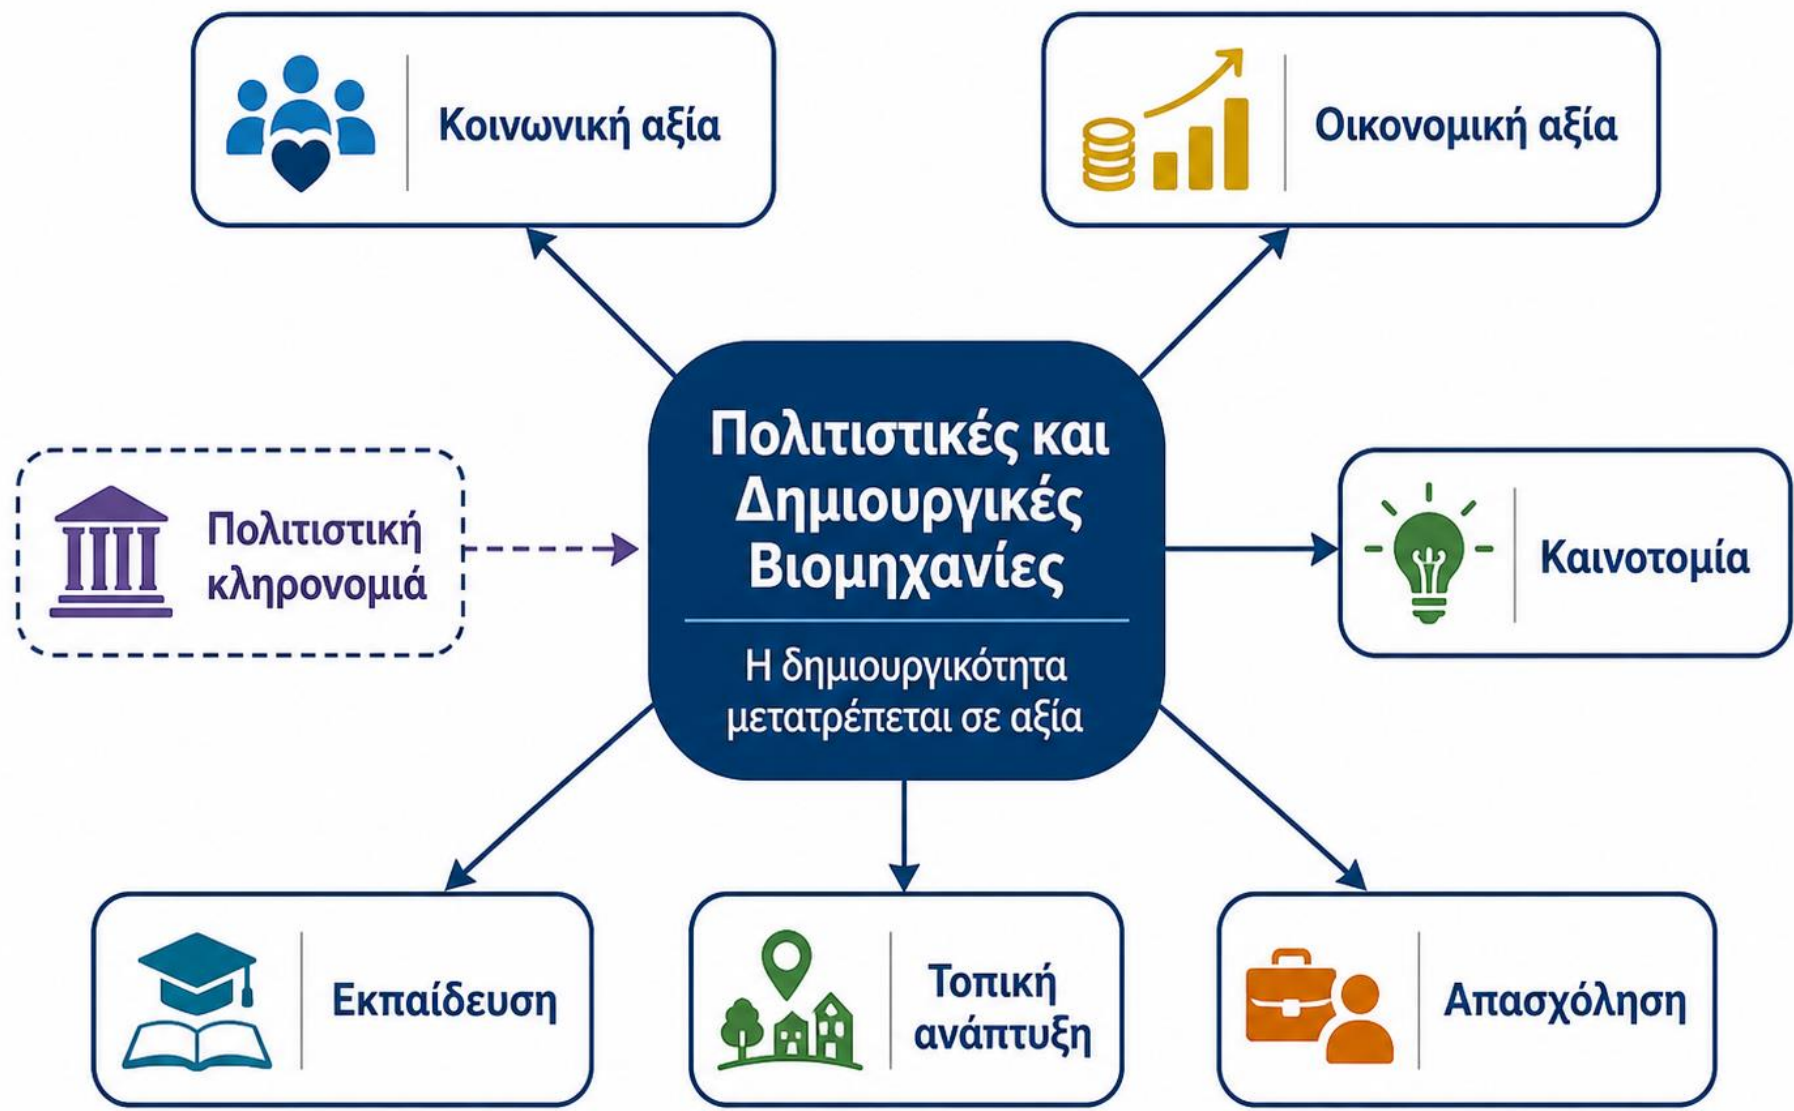 Κοινωνική αξία
Οικονομική αξία
Πολιτιστικές και
Δημιουργικές
Βιομηχανίες
Η δημιουργικότητα
μετατρέπεται σε αξία
Πολιτιστική
κληρονομιά
Καινοτομία
Εκπαίδευση
Τοπική
ανάπτυξη
Απασχόληση